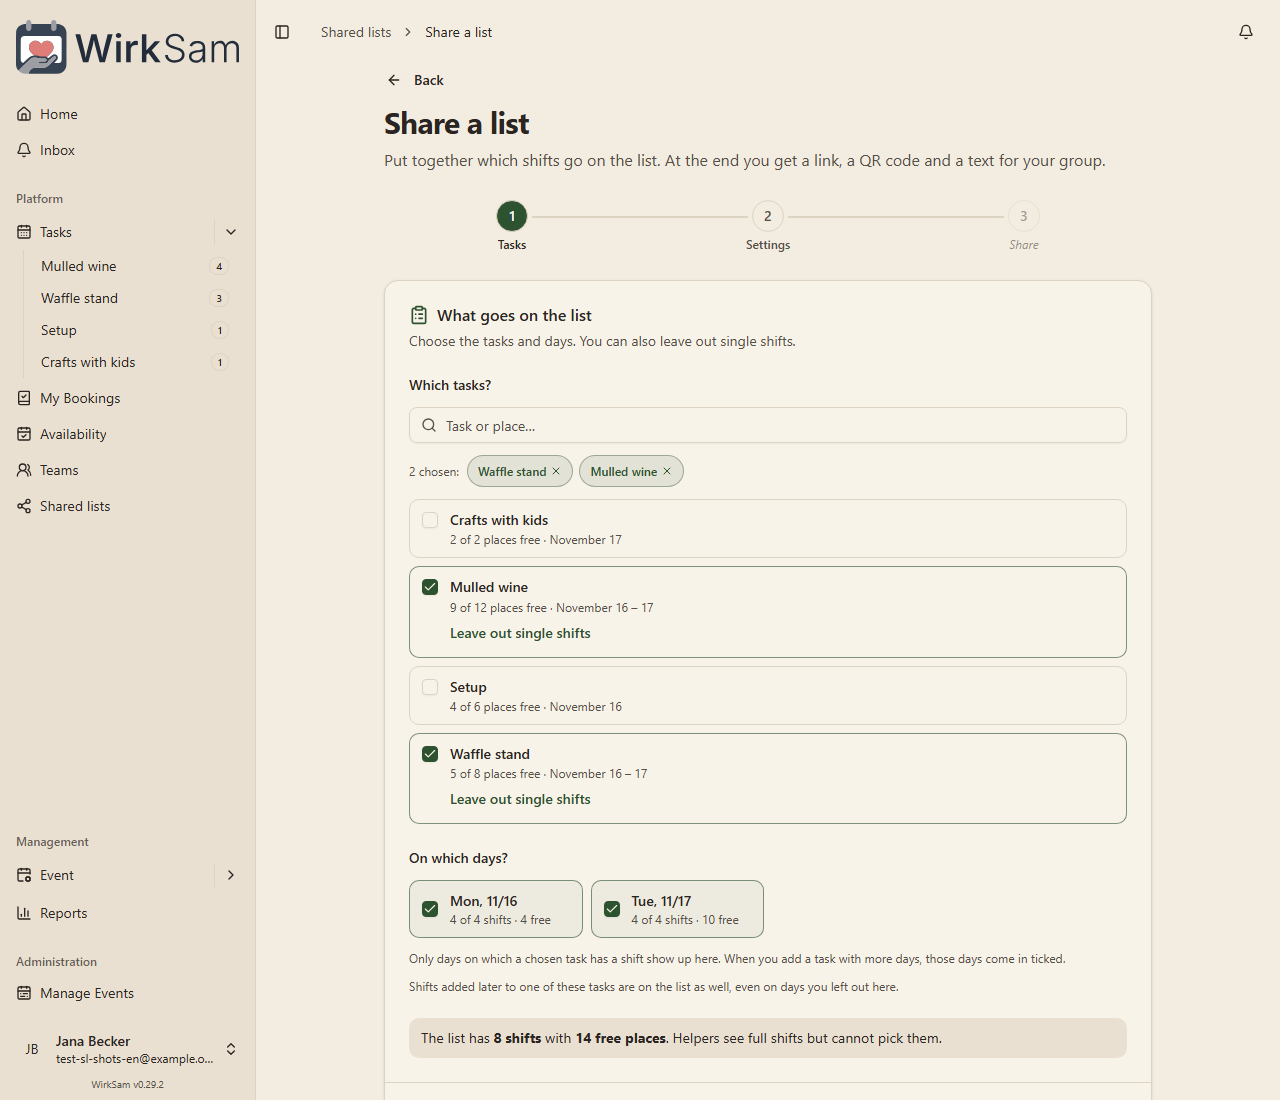 WirkSam
Home
Inbox
Platform
Tasks
Mulled wine 4
Waffle stand 3
Setup 1
Crafts with kids 1
My Bookings
Availability
Teams
Shared lists
Management
Event
Reports
Administration
Manage Events
JB
Jana Becker
test-sl-shots-en@example.o...
WirkSam v0.29.2
Shared lists > Share a list
Back
Share a list
Put together which shifts go on the list. At the end you get a link, a QR code and a text for your group.
1 2 3
Tasks Settings Share
What goes on the list
Choose the tasks and days. You can also leave out single shifts.
Which tasks?
Task or place...
2 chosen: Waffle stand × Mulled wine ×
Crafts with kids
2 of 2 places free · November 17
Mulled wine
9 of 12 places free · November 16 – 17
Leave out single shifts
Setup
4 of 6 places free · November 16
Waffle stand
5 of 8 places free · November 16 – 17
Leave out single shifts
On which days?
Mon, 11/16
4 of 4 shifts · 4 free
Tue, 11/17
4 of 4 shifts · 10 free
Only days on which a chosen task has a shift show up here. When you add a task with more days, those days come in ticked.
Shifts added later to one of these tasks are on the list as well, even on days you left out here.
The list has 8 shifts with 14 free places. Helpers see full shifts but cannot pick them.